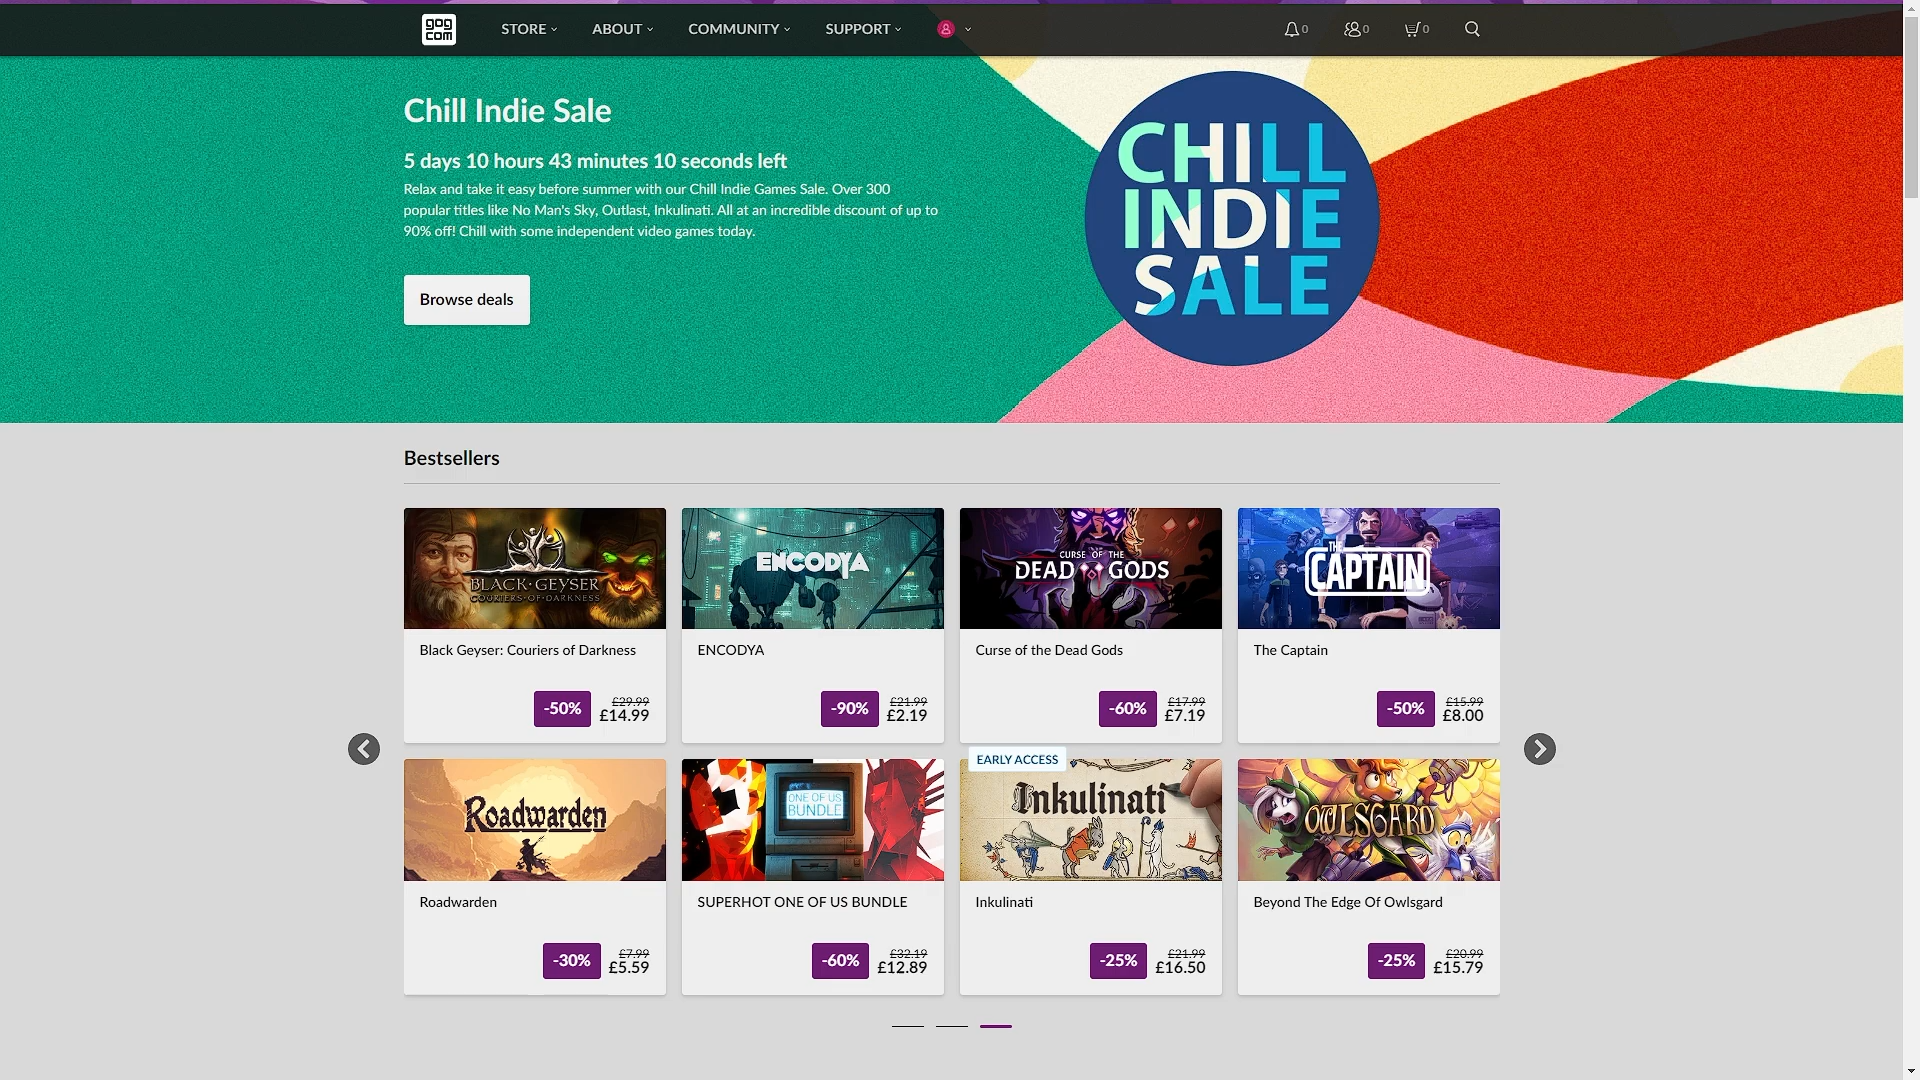 gog
com
STORE
ABOUT
COMMUNITY
SUPPORT
0
0
0
Chill Indie Sale
5 days 10 hours 43 minutes 10 seconds left
Relax and take it easy before summer with our Chill Indie Games Sale. Over 300
popular titles like No Man's Sky, Outlast, Inkulinati. All at an incredible discount of up to
90% off! Chill with some independent video games today.
Browse deals
CHILL
INDIE
SALE
Bestsellers
BLACK·GEYSER
COURIERS·OF·DARKNESS
ENCODYA
CURSE OF THE
DEAD GODS
THE
CAPTAIN
Black Geyser: Couriers of Darkness
ENCODYA
Curse of the Dead Gods
The Captain
-50%
£29.99
£14.99
-90%
£21.99
£2.19
-60%
£17.99
£7.19
-50%
£15.99
£8.00
EARLY ACCESS
Roadwarden
ONE OF US
BUNDLE
Inkulinati
OWLSGARD
Roadwarden
SUPERHOT ONE OF US BUNDLE
Inkulinati
Beyond The Edge Of Owlsgard
-30%
£7.99
£5.59
-60%
£32.19
£12.89
-25%
£21.99
£16.50
-25%
£20.99
£15.79